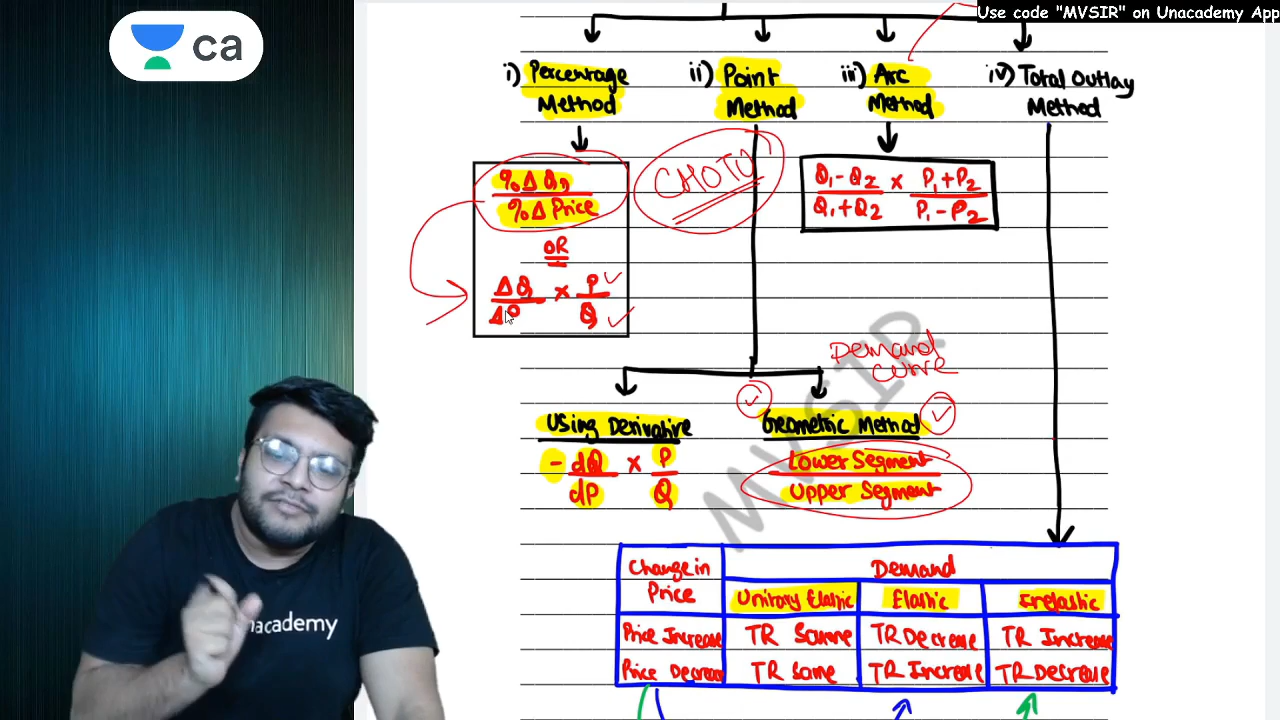 Use code "MVSIR" on Unacademy App
ca
i) Percentage Method
ii) Point Method
iii) Arc Method
iv) Total Outlay Method
%Δ QD
%Δ Price
OR
ΔQ × P
ΔP Q
CHOTU
Q1-Q2 × P1+P2
Q1+Q2 P1-P2
Demand curve
Using Derivative
- dQ × P
dP Q
Geometric Method
Lower Segment
Upper Segment
MVSIR
Change in Price
Demand
Unitary Elastic
Elastic
Inelastic
Price Increase TR Same TR Decrease TR Increase
Price Decrease TR Same TR Increase TR Decrease
unacademy